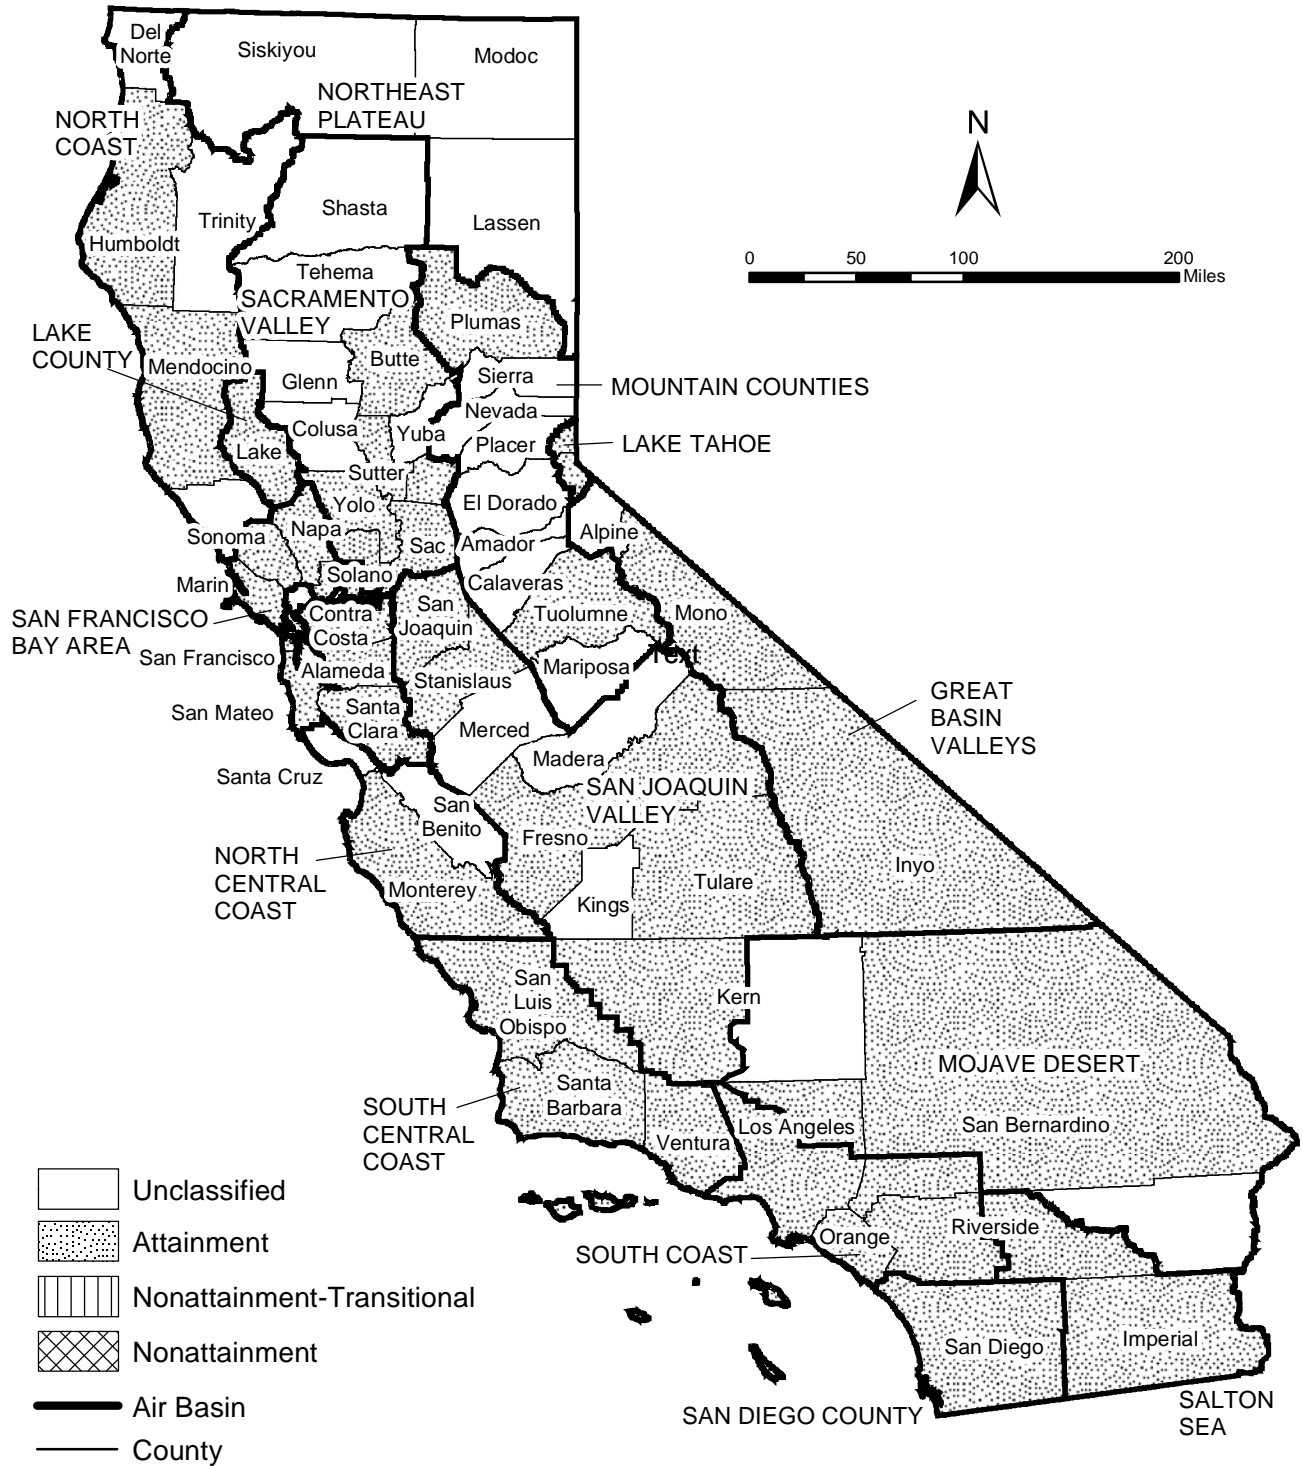 Del
Norte
Siskiyou
Modoc
NORTHEAST
PLATEAU
NORTH
COAST
N
Trinity
Shasta
Lassen
Humboldt
0 50 100 200
Miles
Tehema
SACRAMENTO
VALLEY
Plumas
LAKE
COUNTY
Mendocino
Butte
Glenn
Sierra
MOUNTAIN COUNTIES
Nevada
Colusa
Yuba
Placer
LAKE TAHOE
Lake
Sutter
Yolo
El Dorado
Napa
Sonoma
Sac
Amador
Alpine
Marin
Solano
Calaveras
SAN FRANCISCO
BAY AREA
Contra
Costa
San
Joaquin
Tuolumne
Mono
San Francisco
Alameda
Stanislaus
Mariposa
Text
San Mateo
Santa
Clara
Merced
GREAT
BASIN
VALLEYS
Santa Cruz
Madera
SAN JOAQUIN
VALLEY
San
Benito
Fresno
NORTH
CENTRAL
COAST
Monterey
Kings
Tulare
Inyo
San
Luis
Obispo
Kern
MOJAVE DESERT
Santa
Barbara
SOUTH
CENTRAL
COAST
Ventura
Los Angeles
San Bernardino
Unclassified
Attainment
Nonattainment-Transitional
Nonattainment
Air Basin
County
Orange
Riverside
SOUTH COAST
San Diego
Imperial
SAN DIEGO COUNTY
SALTON
SEA